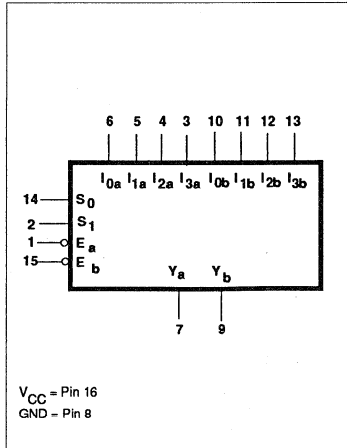 6 5 4 3 10 11 12 13
I0a I1a I2a I3a I0b I1b I2b I3b
14 S0
2 S1
1 Ea
15 Eb
Ya Yb
7 9
VCC = Pin 16
GND = Pin 8